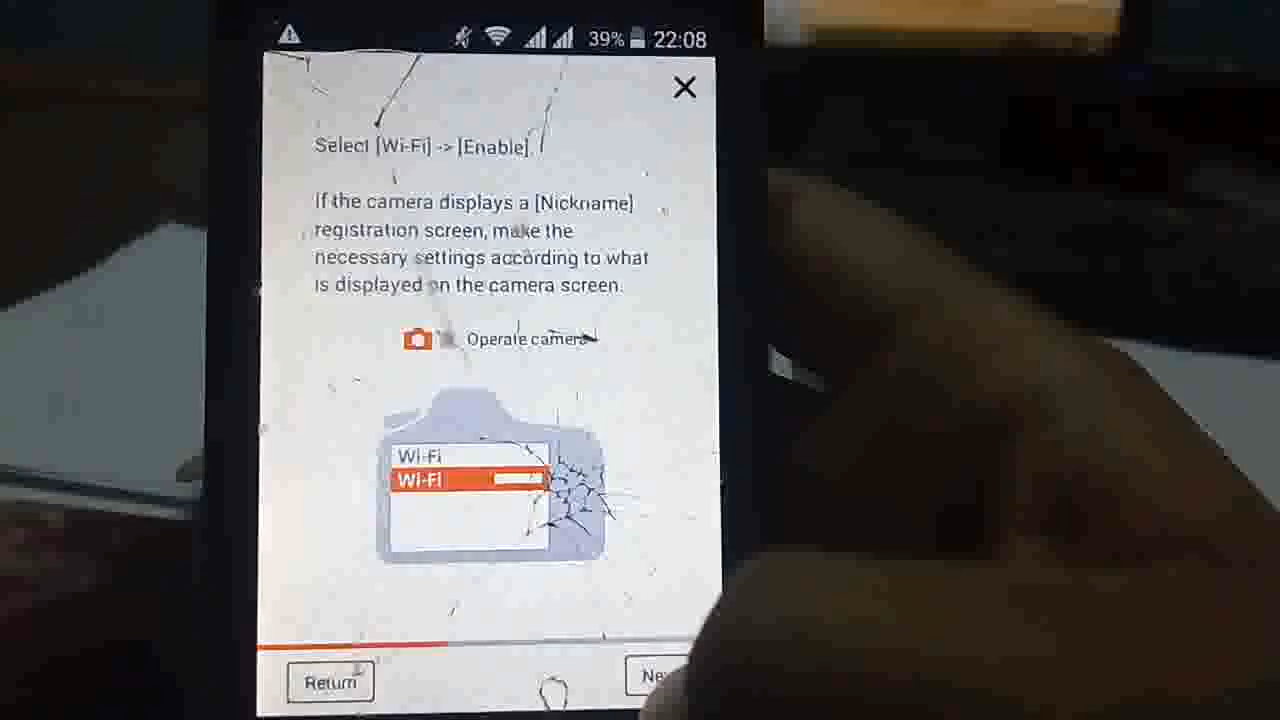 39% 22:08
Select [Wi-Fi] -> [Enable].
If the camera displays a [Nickname]
registration screen, make the
necessary settings according to what
is displayed on the camera screen.
Operate camera
Wi-Fi
Wi-Fi
Return